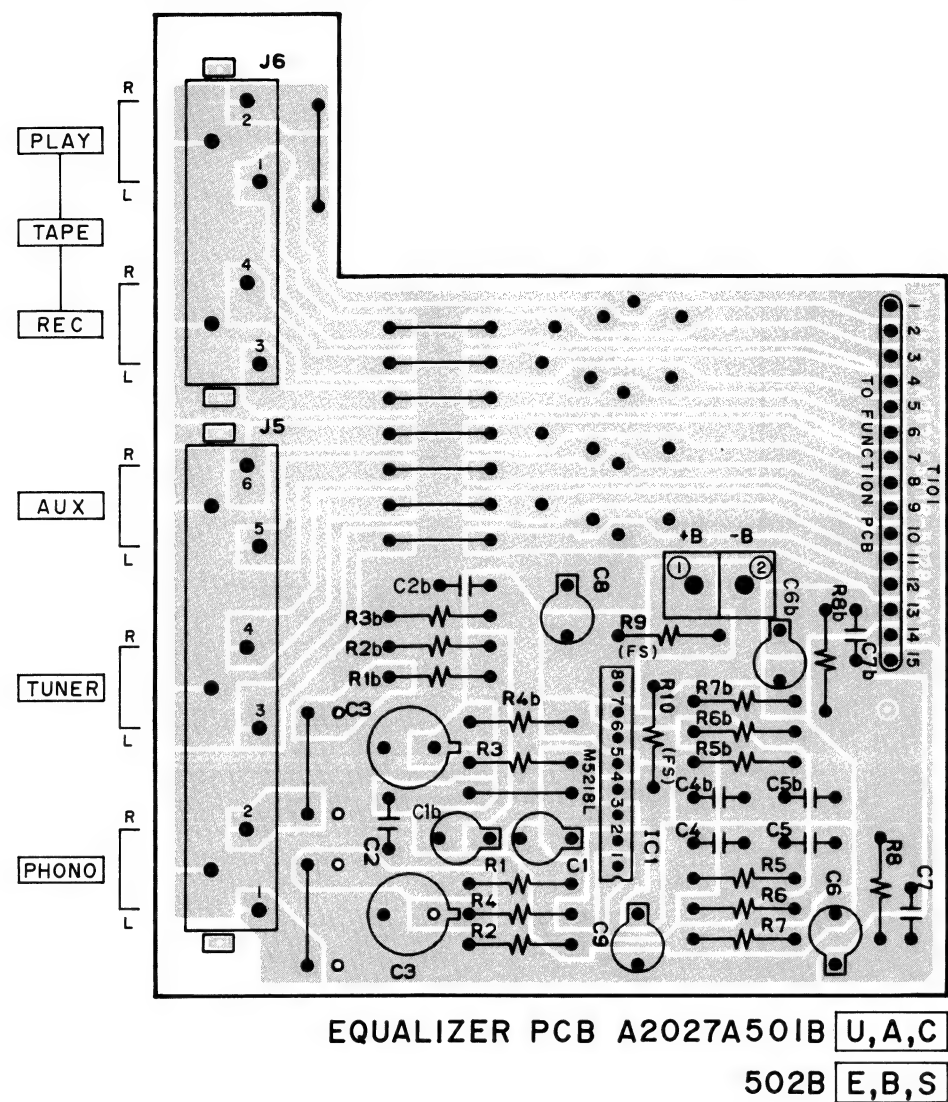 J6
R
2
PLAY
1
L
TAPE
R
4
REC
3
L
J5
R
6
AUX
5
L
R
4
TUNER
3
L
R
2
PHONO
1
L
1
2
3
4
5
6
7
8
9
10
11
12
13
14
15
TO FUNCTION PCB
T101
+B -B
1 2
C2b
C8
C6b
R8b
R3b
R9
(FS)
C7b
R2b
R1b
R4b
R10
(FS)
R7b
C3
R6b
R3
R5b
8
7
6
5
4
3
2
1
M5218L
IC1
C4b C5b
C1b
C2
C4 C5
R1
C1
R5
R8
R4
R6
C6
C7
R2
R7
C9
C3
EQUALIZER PCB A2027A501B U,A,C
502B E,B,S